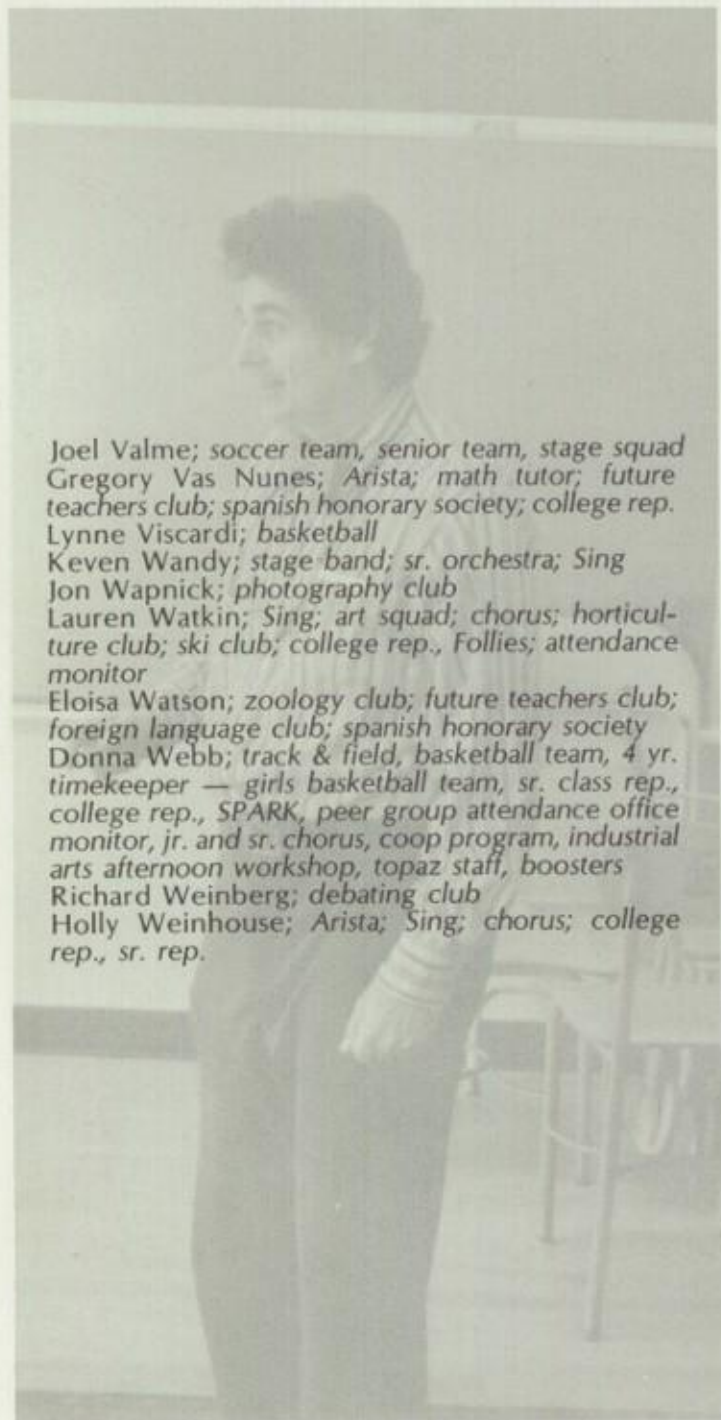 Joel Valme; soccer team, senior team, stage squad
Gregory Vas Nunes; Arista; math tutor; future
teachers club; spanish honorary society; college rep.
Lynne Viscardi; basketball
Keven Wandy; stage band; sr. orchestra; Sing
Jon Wapnick; photography club
Lauren Watkin; Sing; art squad; chorus; horticul-
ture club; ski club; college rep., Follies; attendance
monitor
Eloisa Watson; zoology club; future teachers club;
foreign language club; spanish honorary society
Donna Webb; track & field, basketball team, 4 yr.
timekeeper — girls basketball team, sr. class rep.,
college rep., SPARK, peer group attendance office
monitor, jr. and sr. chorus, coop program, industrial
arts afternoon workshop, topaz staff, boosters
Richard Weinberg; debating club
Holly Weinhouse; Arista; Sing; chorus; college
rep., sr. rep.